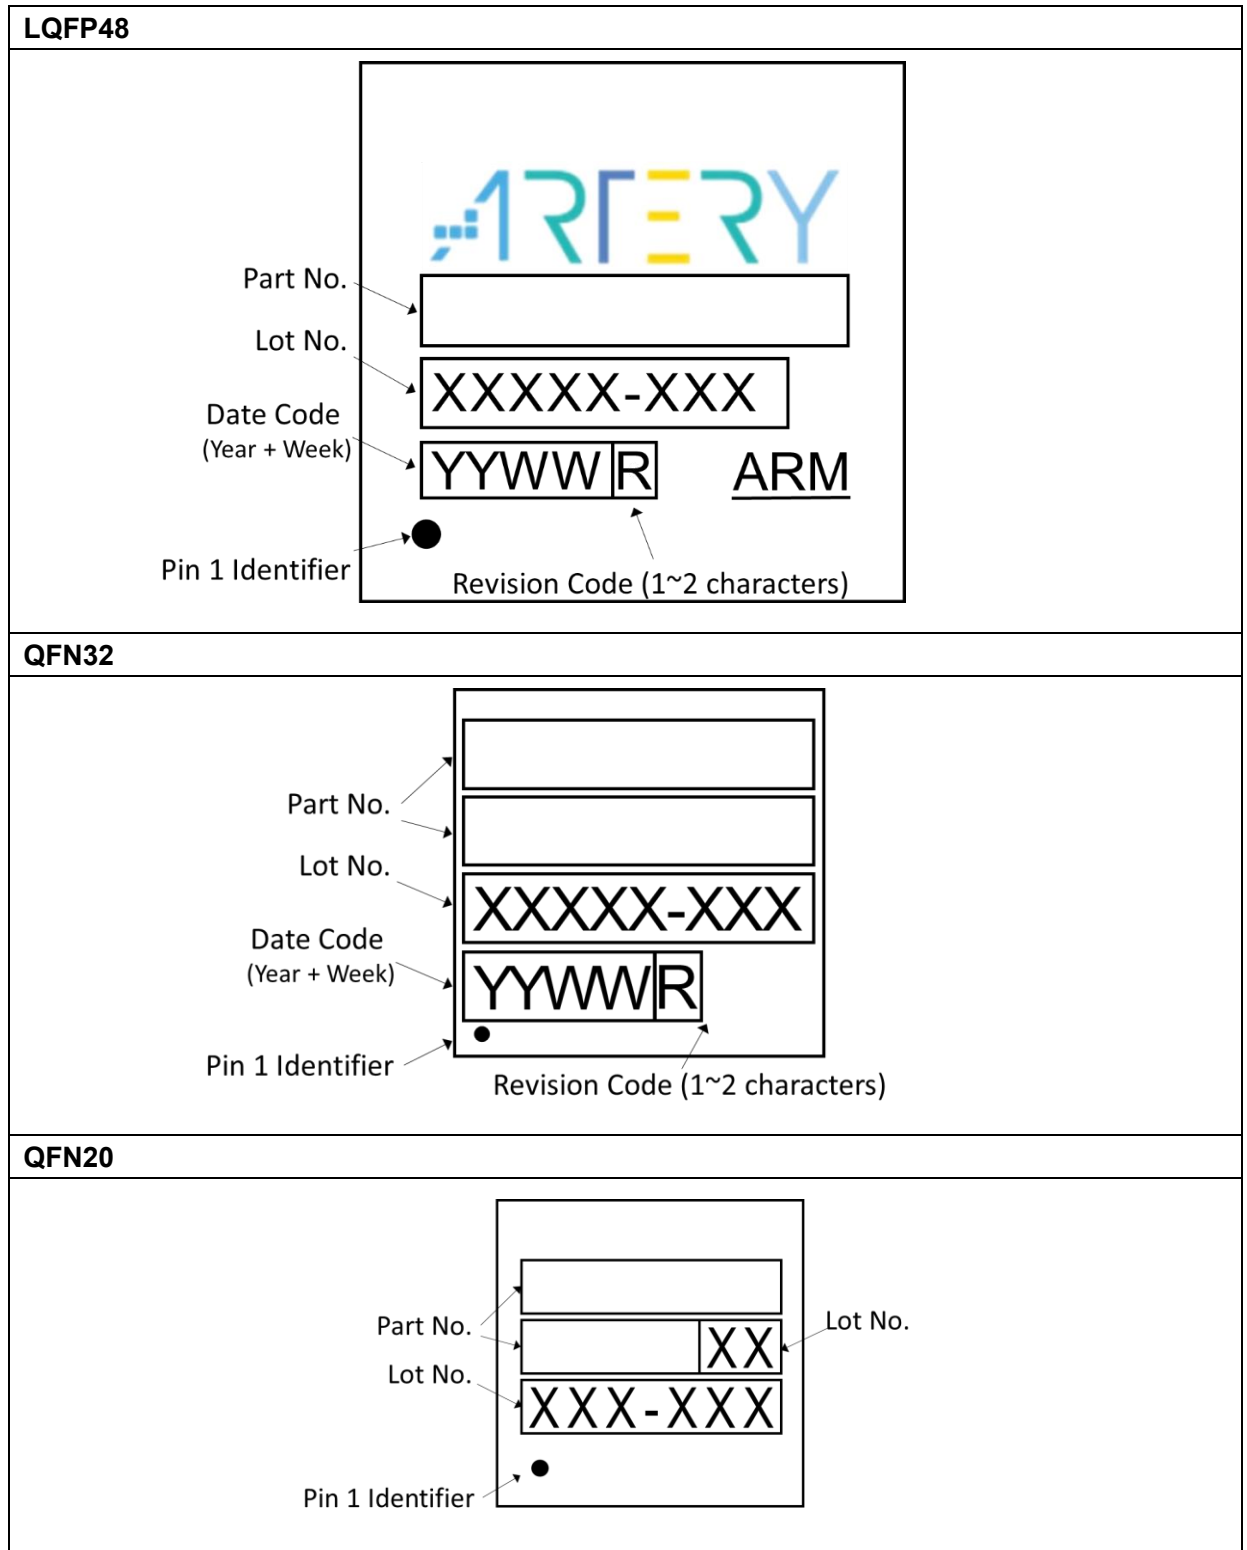 LQFP48
ARTERY
Part No.
Lot No.
XXXXX-XXX
Date Code
(Year + Week)
YYWW R
ARM
Pin 1 Identifier
Revision Code (1~2 characters)
QFN32
Part No.
Lot No.
XXXXX-XXX
Date Code
(Year + Week)
YYWW R
Pin 1 Identifier
Revision Code (1~2 characters)
QFN20
Part No.
XX
Lot No.
Lot No.
XXX-XXX
Pin 1 Identifier